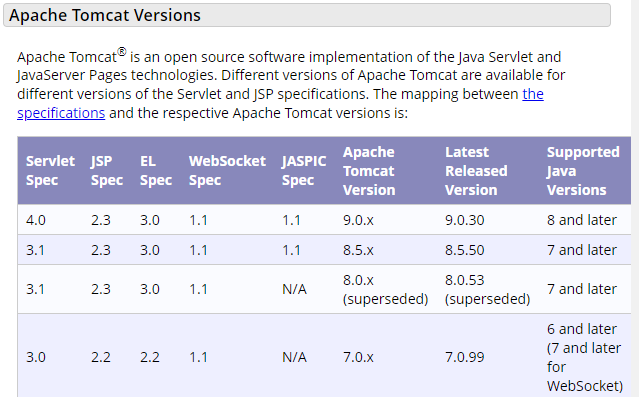 Apache Tomcat Versions
Apache Tomcat® is an open source software implementation of the Java Servlet and
JavaServer Pages technologies. Different versions of Apache Tomcat are available for
different versions of the Servlet and JSP specifications. The mapping between the
specifications and the respective Apache Tomcat versions is:
Servlet Spec JSP Spec EL Spec WebSocket Spec JASPIC Spec Apache Tomcat Version Latest Released Version Supported Java Versions
4.0 2.3 3.0 1.1 1.1 9.0.x 9.0.30 8 and later
3.1 2.3 3.0 1.1 1.1 8.5.x 8.5.50 7 and later
3.1 2.3 3.0 1.1 N/A 8.0.x (superseded) 8.0.53 (superseded) 7 and later
3.0 2.2 2.2 1.1 N/A 7.0.x 7.0.99 6 and later (7 and later for WebSocket)